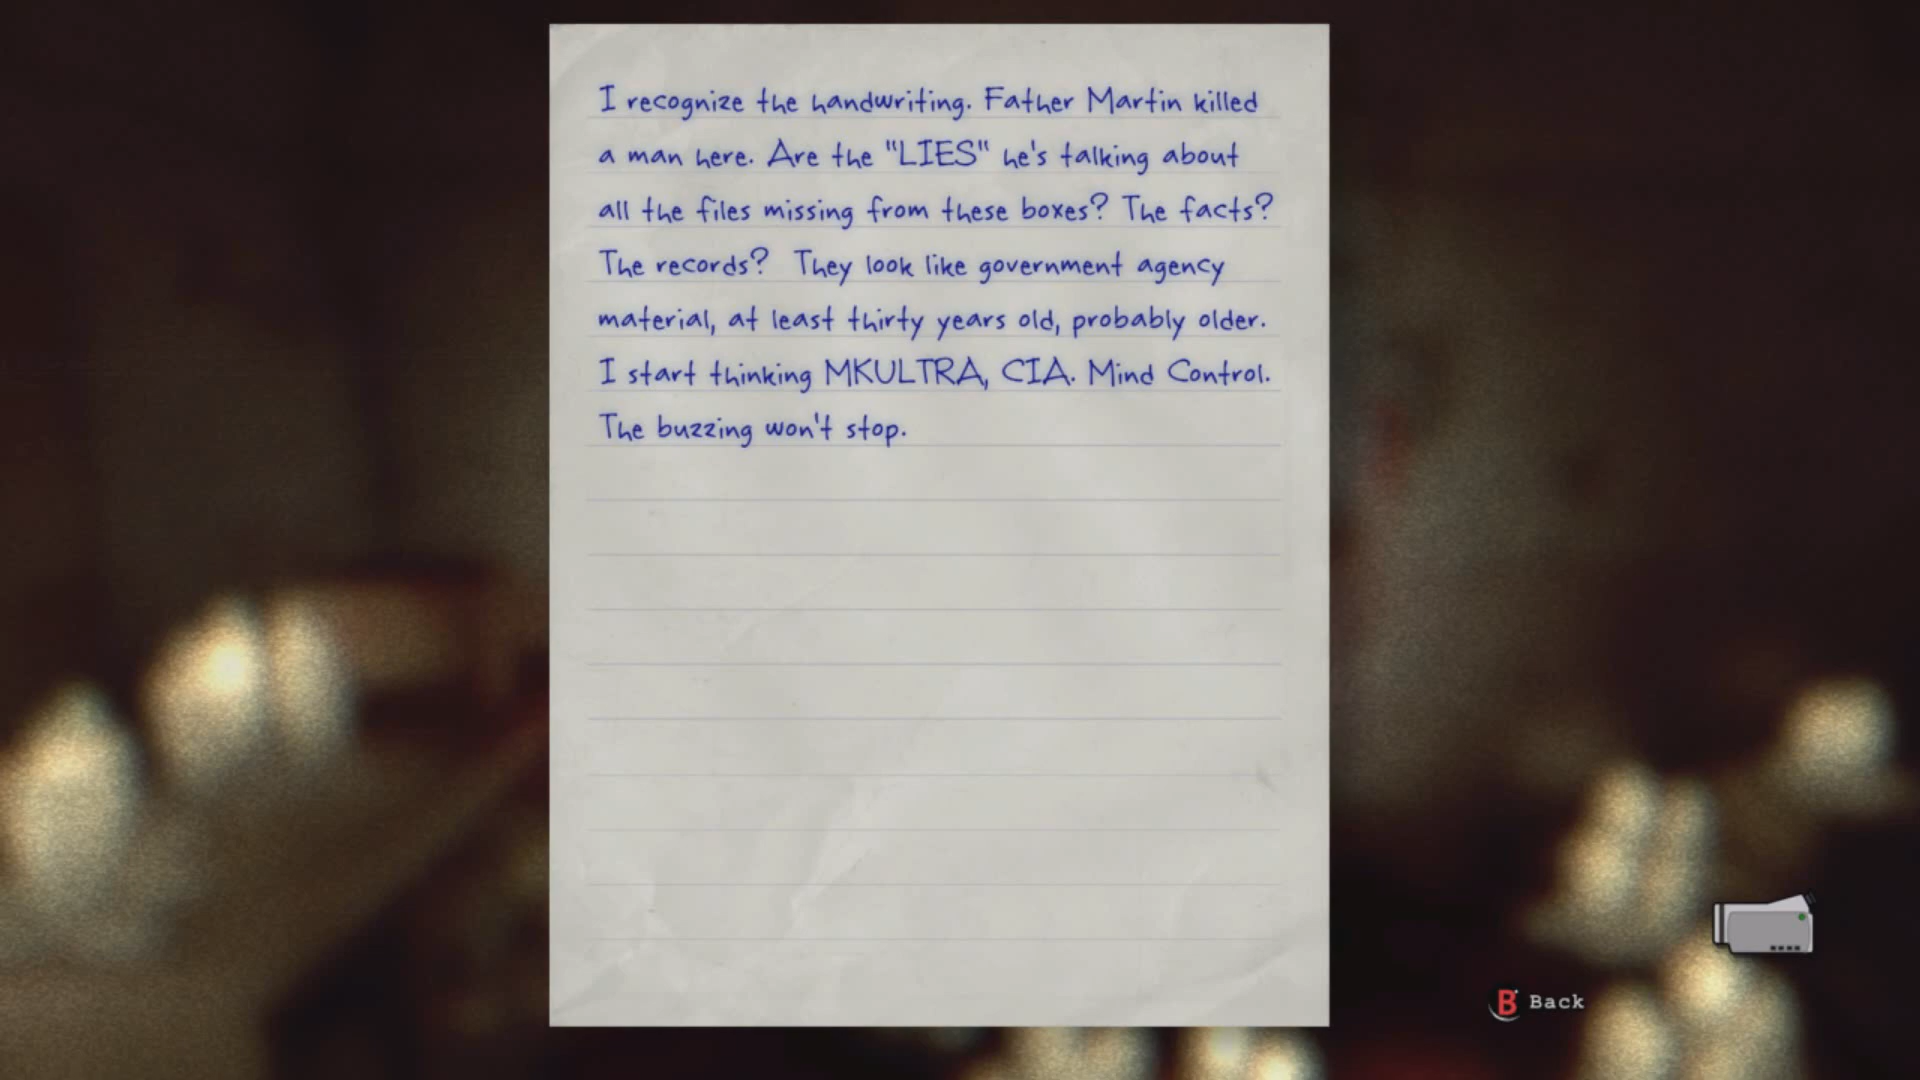 I recognize the handwriting. Father Martin killed
a man here. Are the "LIES" he's talking about
all the files missing from these boxes? The facts?
The records?  They look like government agency
material, at least thirty years old, probably older.
I start thinking MKULTRA, CIA. Mind Control.
The buzzing won't stop.
B Back